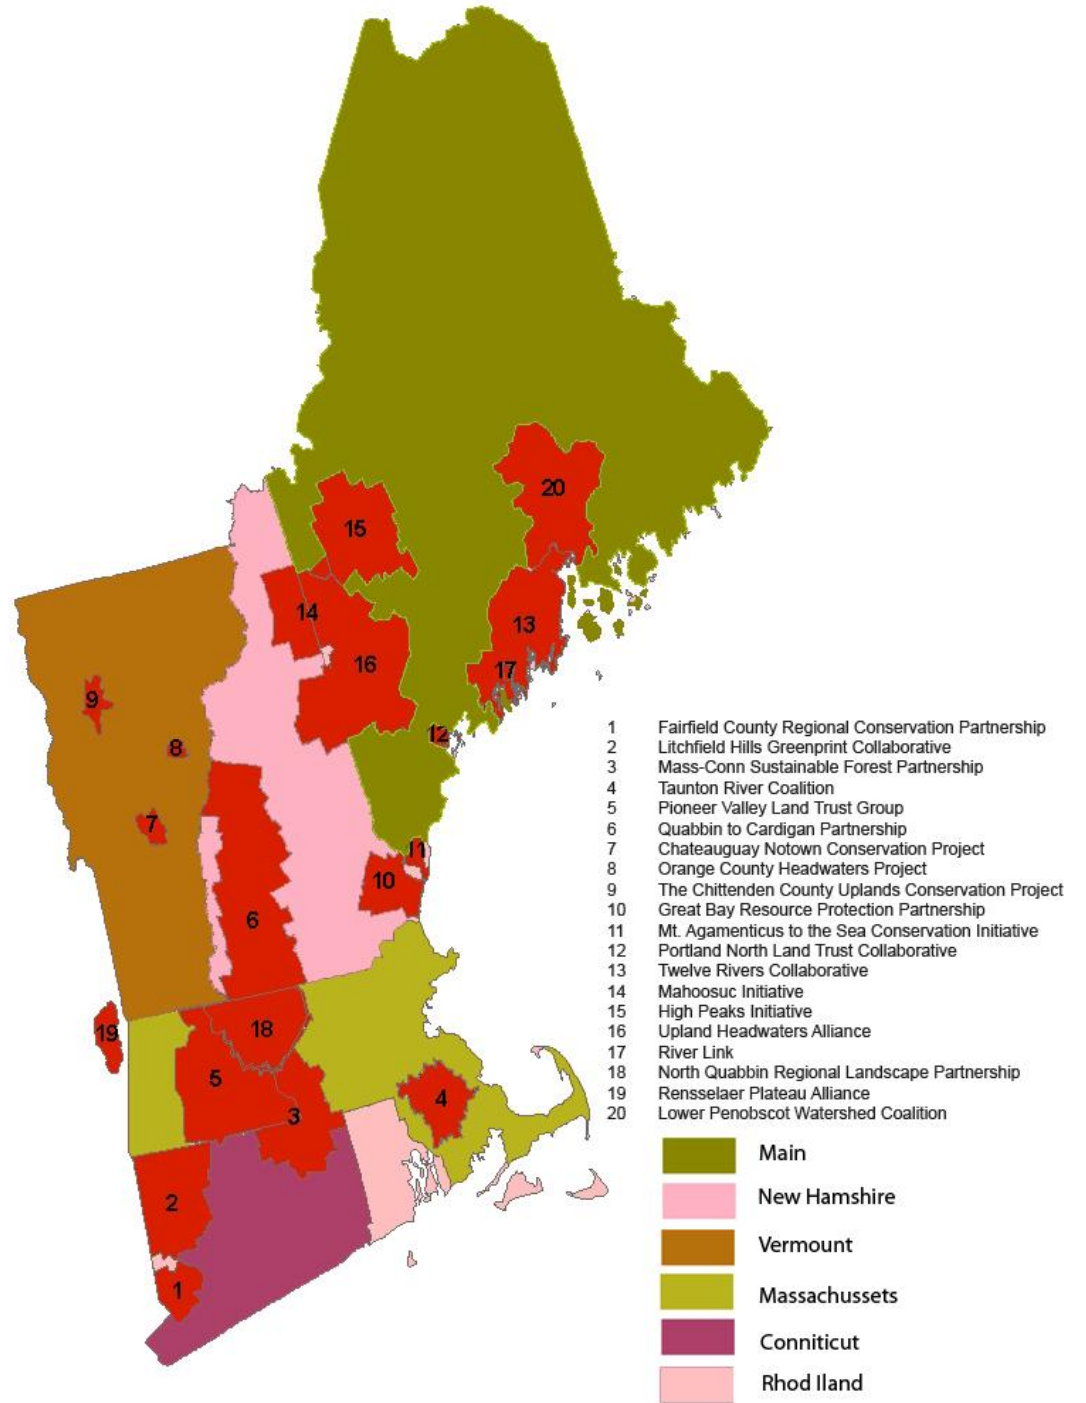 20
15
14
13
16
17
9
12
8
7
11
10
6
19
18
5
4
3
2
1
1 Fairfield County Regional Conservation Partnership
2 Litchfield Hills Greenprint Collaborative
3 Mass-Conn Sustainable Forest Partnership
4 Taunton River Coalition
5 Pioneer Valley Land Trust Group
6 Quabbin to Cardigan Partnership
7 Chateauguay Notown Conservation Project
8 Orange County Headwaters Project
9 The Chittenden County Uplands Conservation Project
10 Great Bay Resource Protection Partnership
11 Mt. Agamenticus to the Sea Conservation Initiative
12 Portland North Land Trust Collaborative
13 Twelve Rivers Collaborative
14 Mahoosuc Initiative
15 High Peaks Initiative
16 Upland Headwaters Alliance
17 River Link
18 North Quabbin Regional Landscape Partnership
19 Rensselaer Plateau Alliance
20 Lower Penobscot Watershed Coalition
Main
New Hamshire
Vermount
Massachussets
Conniticut
Rhod Iland